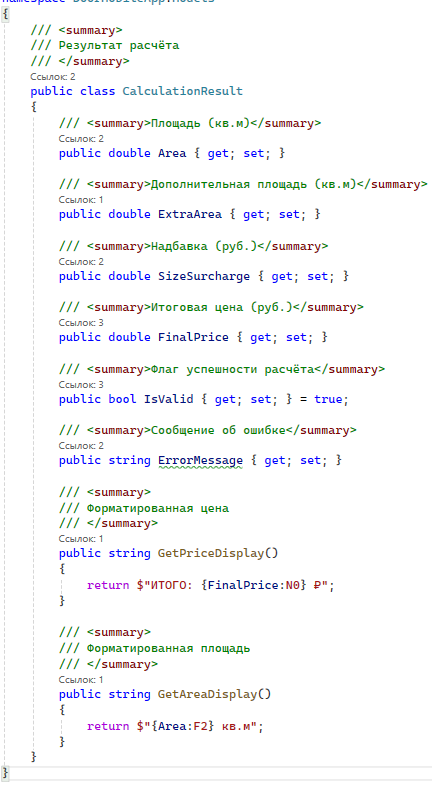 {
/// <summary>
/// Результат расчёта
/// </summary>
Ссылок: 2
public class CalculationResult
{
/// <summary>Площадь (кв.м)</summary>
Ссылок: 2
public double Area { get; set; }
/// <summary>Дополнительная площадь (кв.м)</summary>
Ссылок: 1
public double ExtraArea { get; set; }
/// <summary>Надбавка (руб.)</summary>
Ссылок: 2
public double SizeSurcharge { get; set; }
/// <summary>Итоговая цена (руб.)</summary>
Ссылок: 3
public double FinalPrice { get; set; }
/// <summary>Флаг успешности расчёта</summary>
Ссылок: 3
public bool IsValid { get; set; } = true;
/// <summary>Сообщение об ошибке</summary>
Ссылок: 2
public string ErrorMessage { get; set; }
/// <summary>
/// Форматированная цена
/// </summary>
Ссылок: 1
public string GetPriceDisplay()
{
return $"ИТОГО: {FinalPrice:N0} ₽";
}
/// <summary>
/// Форматированная площадь
/// </summary>
Ссылок: 1
public string GetAreaDisplay()
{
return $"{Area:F2} кв.м";
}
}
}